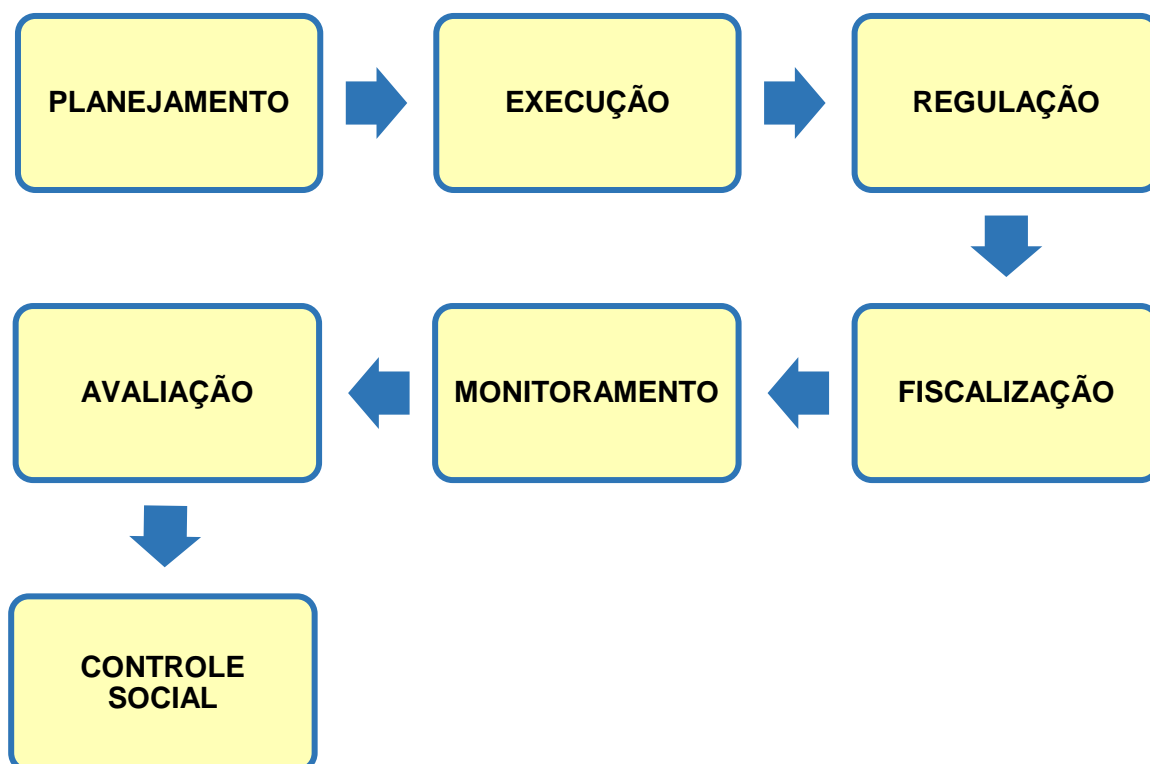 PLANEJAMENTO
EXECUÇÃO
REGULAÇÃO
FISCALIZAÇÃO
MONITORAMENTO
AVALIAÇÃO
CONTROLE
SOCIAL